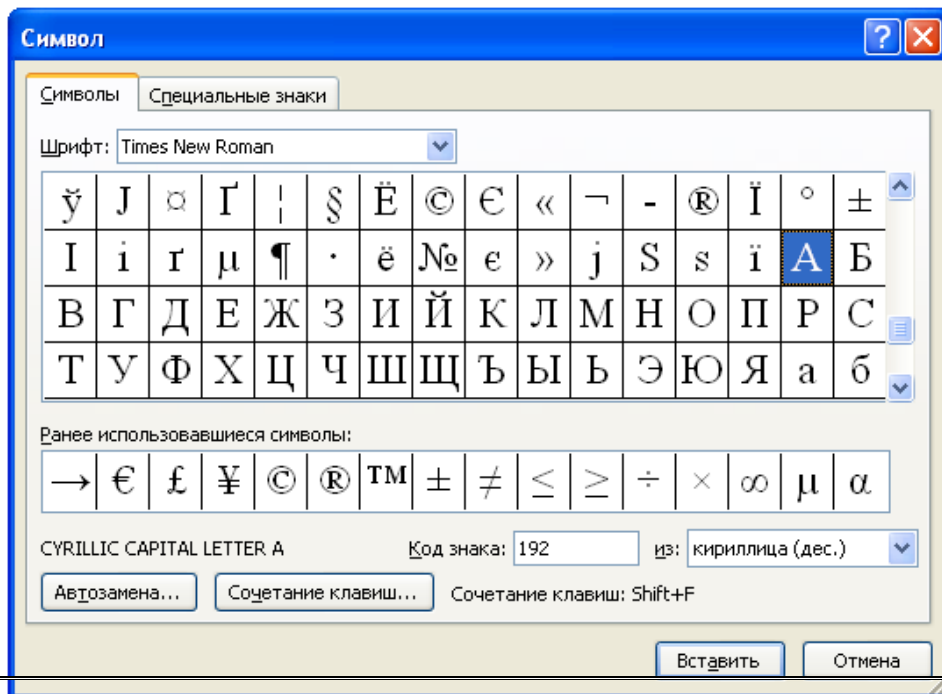 Символ
Символы Специальные знаки
Шрифт: Times New Roman
ў Ј ¤ Ґ ¦ § Ё © Є « ¬ - ® Ї ° ±
І і ґ µ ¶ · ё № є » ј Ѕ ѕ ї А Б
В Г Д Е Ж З И Й К Л М Н О П Р С
Т У Ф Х Ц Ч Ш Щ Ъ Ы Ь Э Ю Я а б
Ранее использовавшиеся символы:
→ € £ ¥ © ® ™ ± ≠ ≤ ≥ ÷ × ∞ µ α
CYRILLIC CAPITAL LETTER A Код знака: 192 из: кириллица (дес.)
Автозамена... Сочетание клавиш... Сочетание клавиш: Shift+F
Вставить Отмена